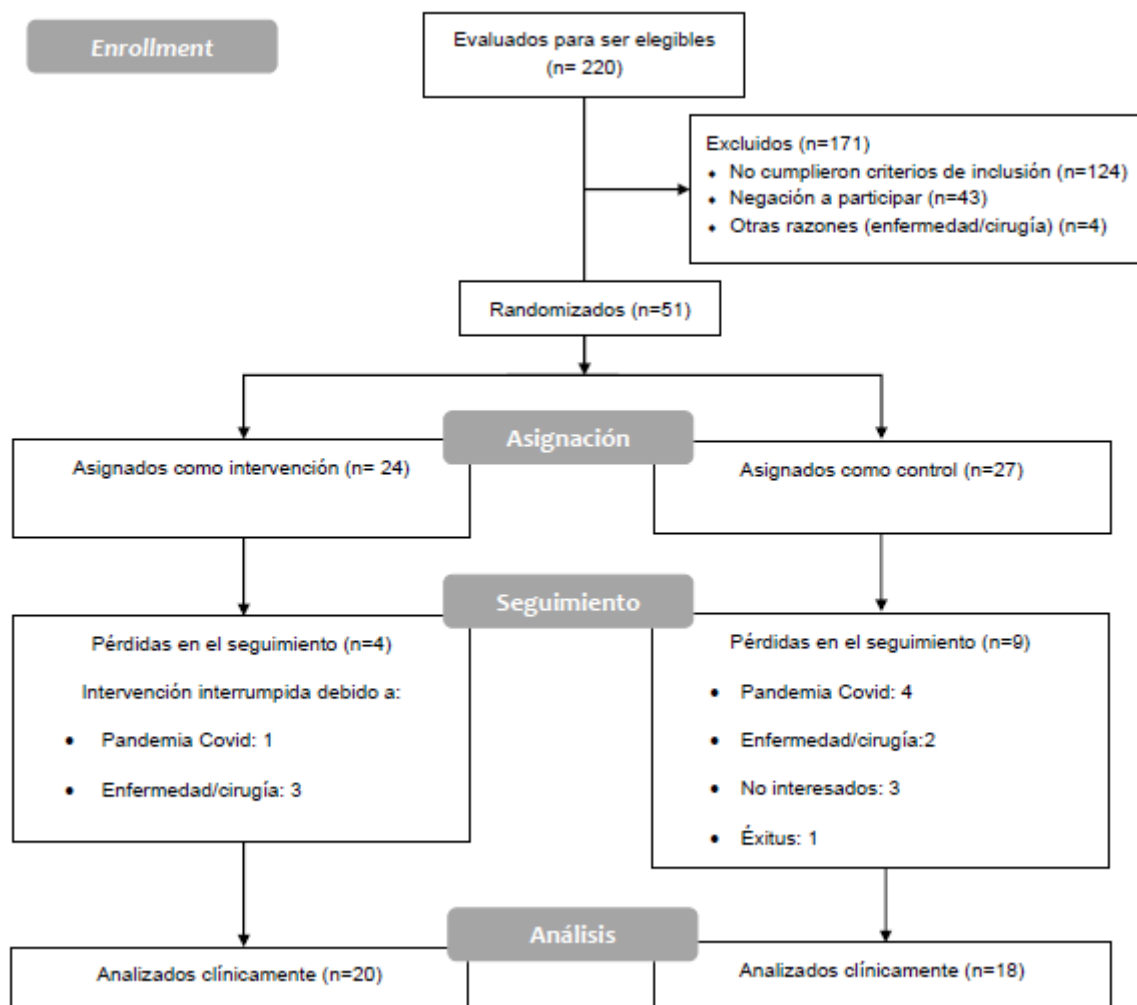 Enrollment
Evaluados para ser elegibles
(n= 220)
Excluidos (n=171)
⬥ No cumplieron criterios de inclusión (n=124)
⬥ Negación a participar (n=43)
⬥ Otras razones (enfermedad/cirugía) (n=4)
Randomizados (n=51)
Asignación
Asignados como intervención (n= 24)
Asignados como control (n=27)
Seguimiento
Pérdidas en el seguimiento (n=4)
Intervención interrumpida debido a:
• Pandemia Covid: 1
• Enfermedad/cirugía: 3
Pérdidas en el seguimiento (n=9)
• Pandemia Covid: 4
• Enfermedad/cirugía:2
• No interesados: 3
• Éxitus: 1
Análisis
Analizados clínicamente (n=20)
Analizados clínicamente (n=18)